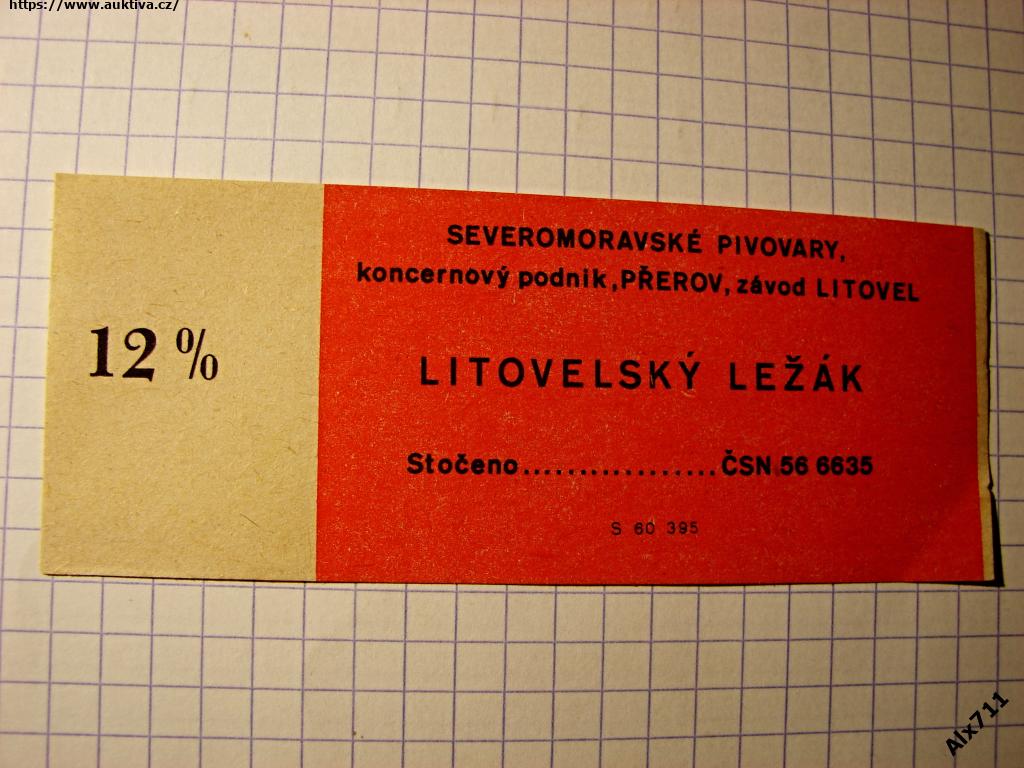 https://www.auktiva.cz/
12 %
SEVEROMORAVSKÉ PIVOVARY,
koncernový podnik, PŘEROV, závod LITOVEL
LITOVELSKÝ LEŽÁK
Stočeno..................ČSN 56 6635
S 60 395
Alx711